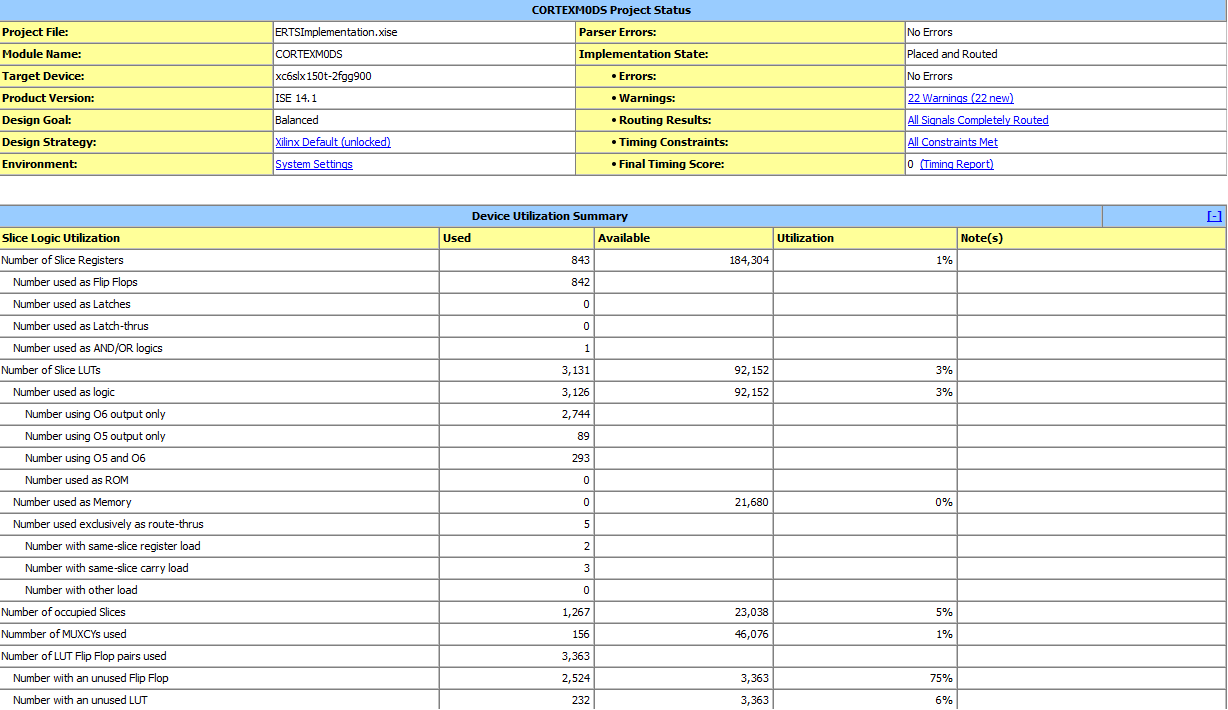 CORTEXM0DS Project Status
Project File: ERTSImplementation.xise Parser Errors: No Errors
Module Name: CORTEXM0DS Implementation State: Placed and Routed
Target Device: xc6slx150t-2fgg900 • Errors: No Errors
Product Version: ISE 14.1 • Warnings: 22 Warnings (22 new)
Design Goal: Balanced • Routing Results: All Signals Completely Routed
Design Strategy: Xilinx Default (unlocked) • Timing Constraints: All Constraints Met
Environment: System Settings • Final Timing Score: 0 (Timing Report)
Device Utilization Summary [-]
Slice Logic Utilization Used Available Utilization Note(s)
Number of Slice Registers 843 184,304 1%
Number used as Flip Flops 842
Number used as Latches 0
Number used as Latch-thrus 0
Number used as AND/OR logics 1
Number of Slice LUTs 3,131 92,152 3%
Number used as logic 3,126 92,152 3%
Number using O6 output only 2,744
Number using O5 output only 89
Number using O5 and O6 293
Number used as ROM 0
Number used as Memory 0 21,680 0%
Number used exclusively as route-thrus 5
Number with same-slice register load 2
Number with same-slice carry load 3
Number with other load 0
Number of occupied Slices 1,267 23,038 5%
Nummber of MUXCYs used 156 46,076 1%
Number of LUT Flip Flop pairs used 3,363
Number with an unused Flip Flop 2,524 3,363 75%
Number with an unused LUT 232 3,363 6%